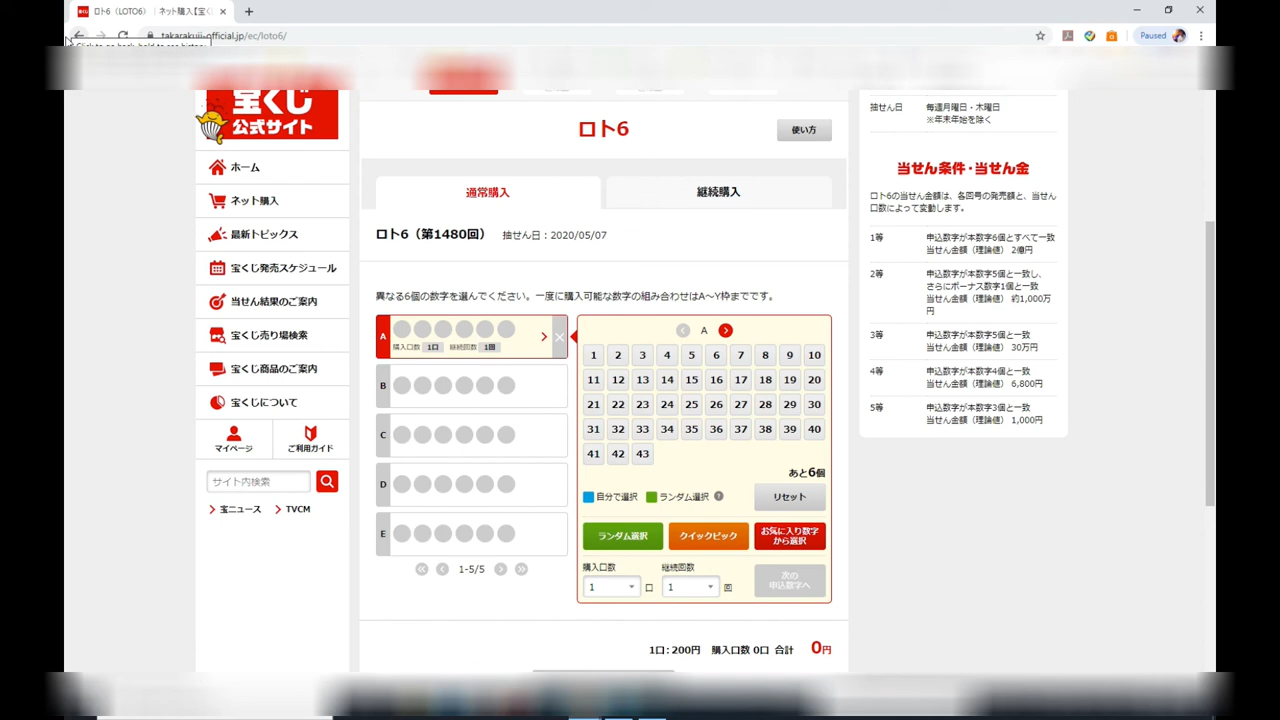 ロト6（LOTO6）｜ネット購入【宝く
takarakuji-official.jp/ec/loto6/
Paused
Click to go back, hold to see history
宝くじ
公式サイト
ホーム
ネット購入
最新トピックス
宝くじ発売スケジュール
当せん結果のご案内
宝くじ売り場検索
宝くじ商品のご案内
宝くじについて
マイページ
ご利用ガイド
サイト内検索
宝ニュース
TVCM
ロト6
使い方
通常購入
継続購入
ロト6（第1480回） 抽せん日：2020/05/07
異なる6個の数字を選んでください。一度に購入可能な数字の組み合わせはA～Y枠までです。
A
購入口数 1口 継続回数 1回
B
C
D
E
1-5/5
A
1 2 3 4 5 6 7 8 9 10
11 12 13 14 15 16 17 18 19 20
21 22 23 24 25 26 27 28 29 30
31 32 33 34 35 36 37 38 39 40
41 42 43
あと6個
自分で選択 ランダム選択 ?
リセット
ランダム選択
クイックピック
お気に入り数字
から選択
購入口数 継続回数
1 口 1 回
次の
申込数字へ
1口：200円 購入口数 0口 合計 0円
抽せん日 毎週月曜日・木曜日
※年末年始を除く
当せん条件・当せん金
ロト6の当せん金額は、各回号の発売額と、当せん
口数によって変動します。
1等 申込数字が本数字6個とすべて一致
当せん金額（理論値） 2億円
2等 申込数字が本数字5個と一致し、
さらにボーナス数字1個と一致
当せん金額（理論値） 約1,000万
円
3等 申込数字が本数字5個と一致
当せん金額（理論値） 30万円
4等 申込数字が本数字4個と一致
当せん金額（理論値） 6,800円
5等 申込数字が本数字3個と一致
当せん金額（理論値） 1,000円